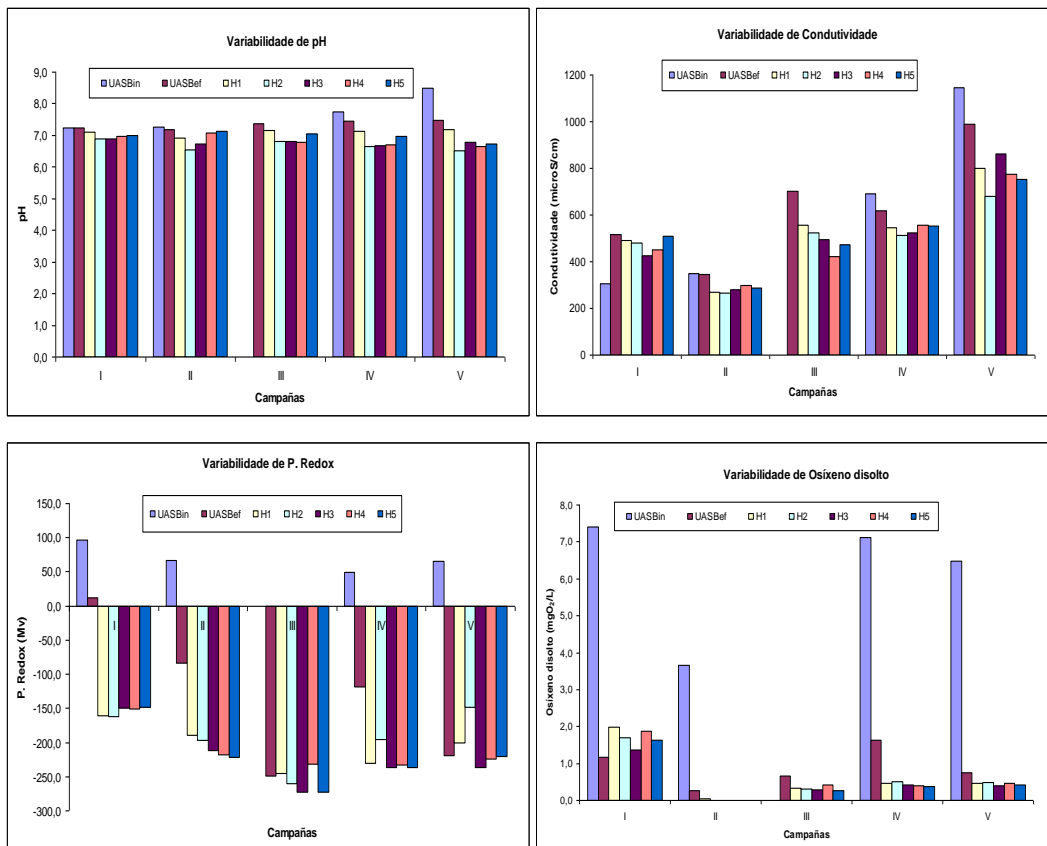 Variabilidade de pH
9,0
8,0
7,0
6,0
5,0
4,0
3,0
2,0
1,0
0,0
pH
UASBin UASBef H1 H2 H3 H4 H5
I II III IV V
Campañas
Variabilidade de Condutividade
1200
1000
800
600
400
200
0
Condutividade (microS/cm)
UASBin UASBef H1 H2 H3 H4 H5
I II III IV V
Campañas
Variabilidade de P. Redox
150,0
100,0
50,0
0,0
-50,0
-100,0
-150,0
-200,0
-250,0
-300,0
P. Redox (Mv)
UASBin UASBef H1 H2 H3 H4 H5
I II III IV V
Campañas
Variabilidade de Osíxeno disolto
8,0
7,0
6,0
5,0
4,0
3,0
2,0
1,0
0,0
Osíxeno disolto (mgO₂/L)
UASBin UASBef H1 H2 H3 H4 H5
I II III IV V
Campañas